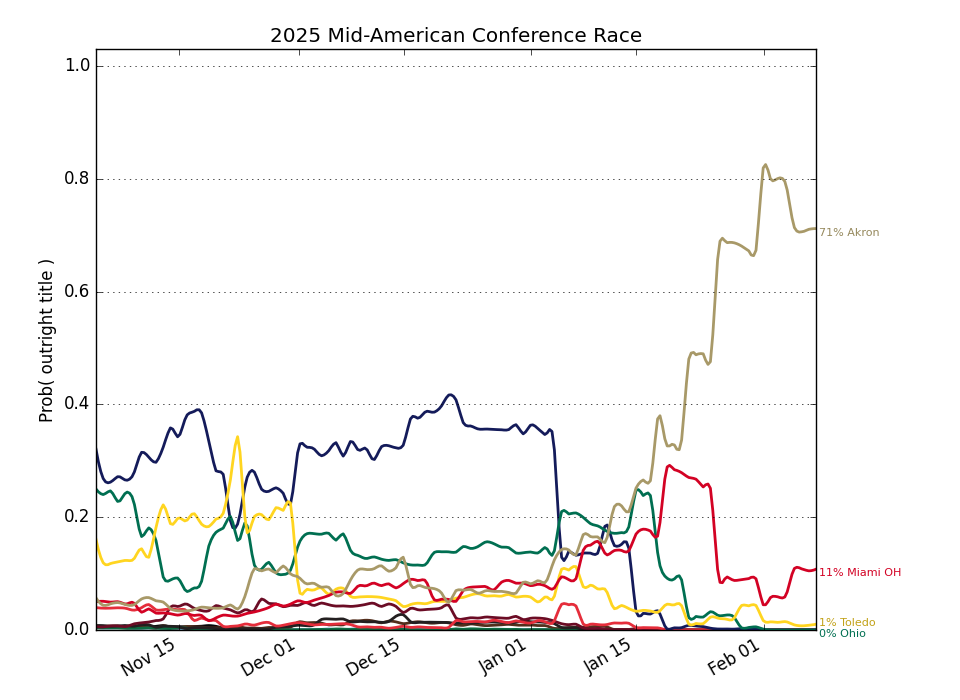 2025 Mid-American Conference Race
Prob( outright title )
1.0
0.8
0.6
0.4
0.2
0.0
71% Akron
11% Miami OH
1% Toledo
0% Ohio
Nov 15
Dec 01
Dec 15
Jan 01
Jan 15
Feb 01